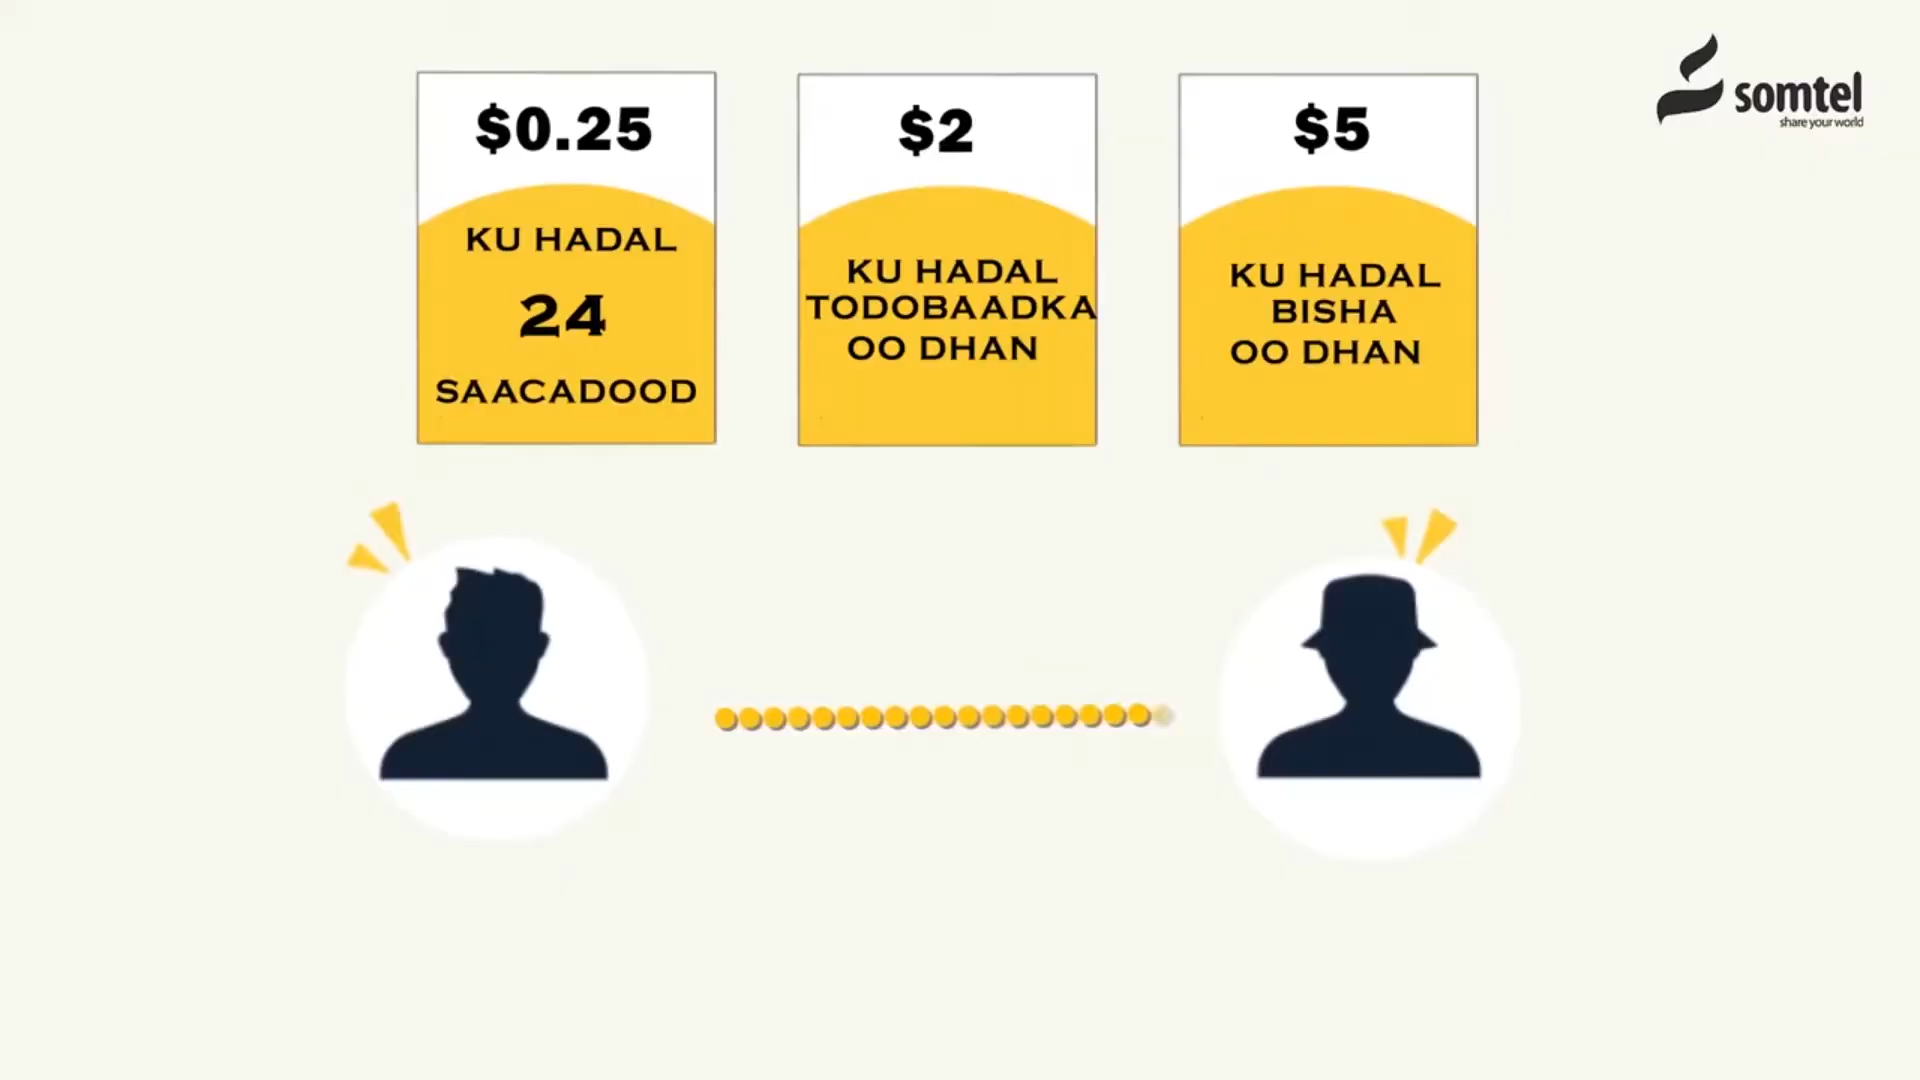 $0.25
KU HADAL
24
SAACADOOD
$2
KU HADAL
TODOBAADKA
OO DHAN
$5
KU HADAL
BISHA
OO DHAN
somtel
share your world